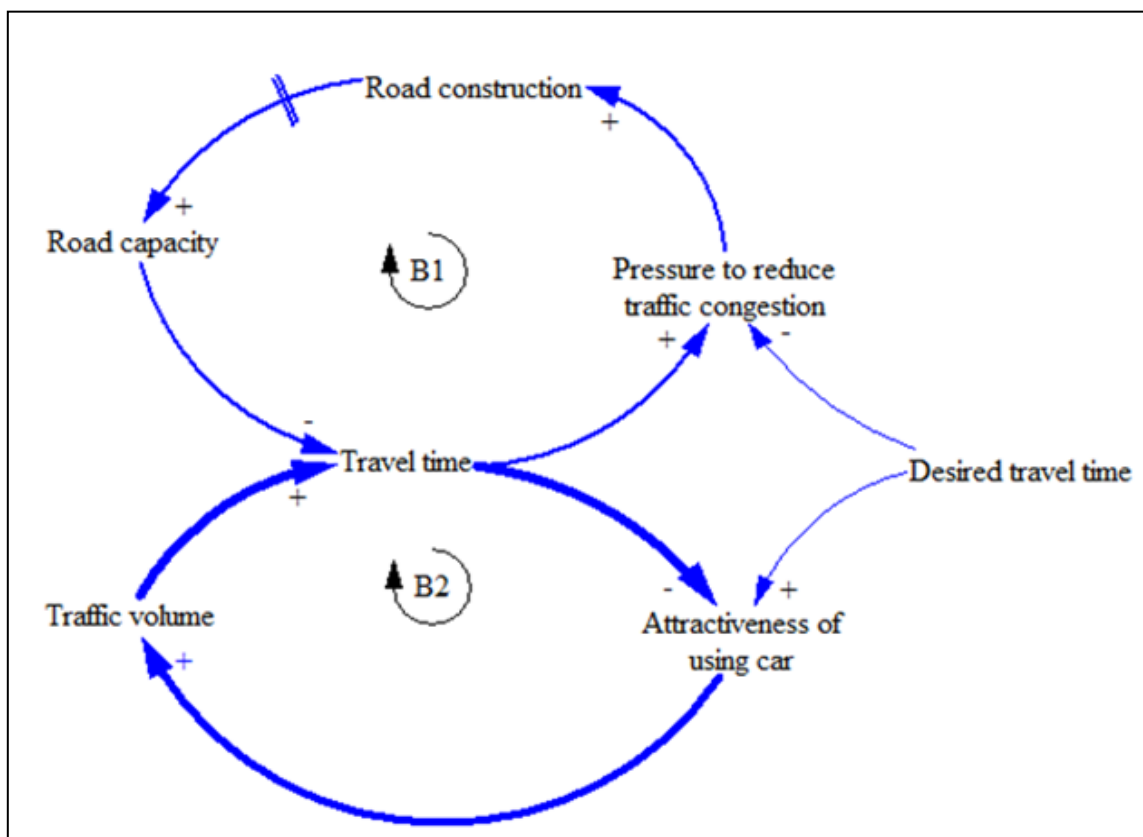 Road construction
+
+
Road capacity
B1
Pressure to reduce
traffic congestion
+
-
-
Travel time
+
Desired travel time
B2
-
+
Traffic volume
Attractiveness of
using car
+